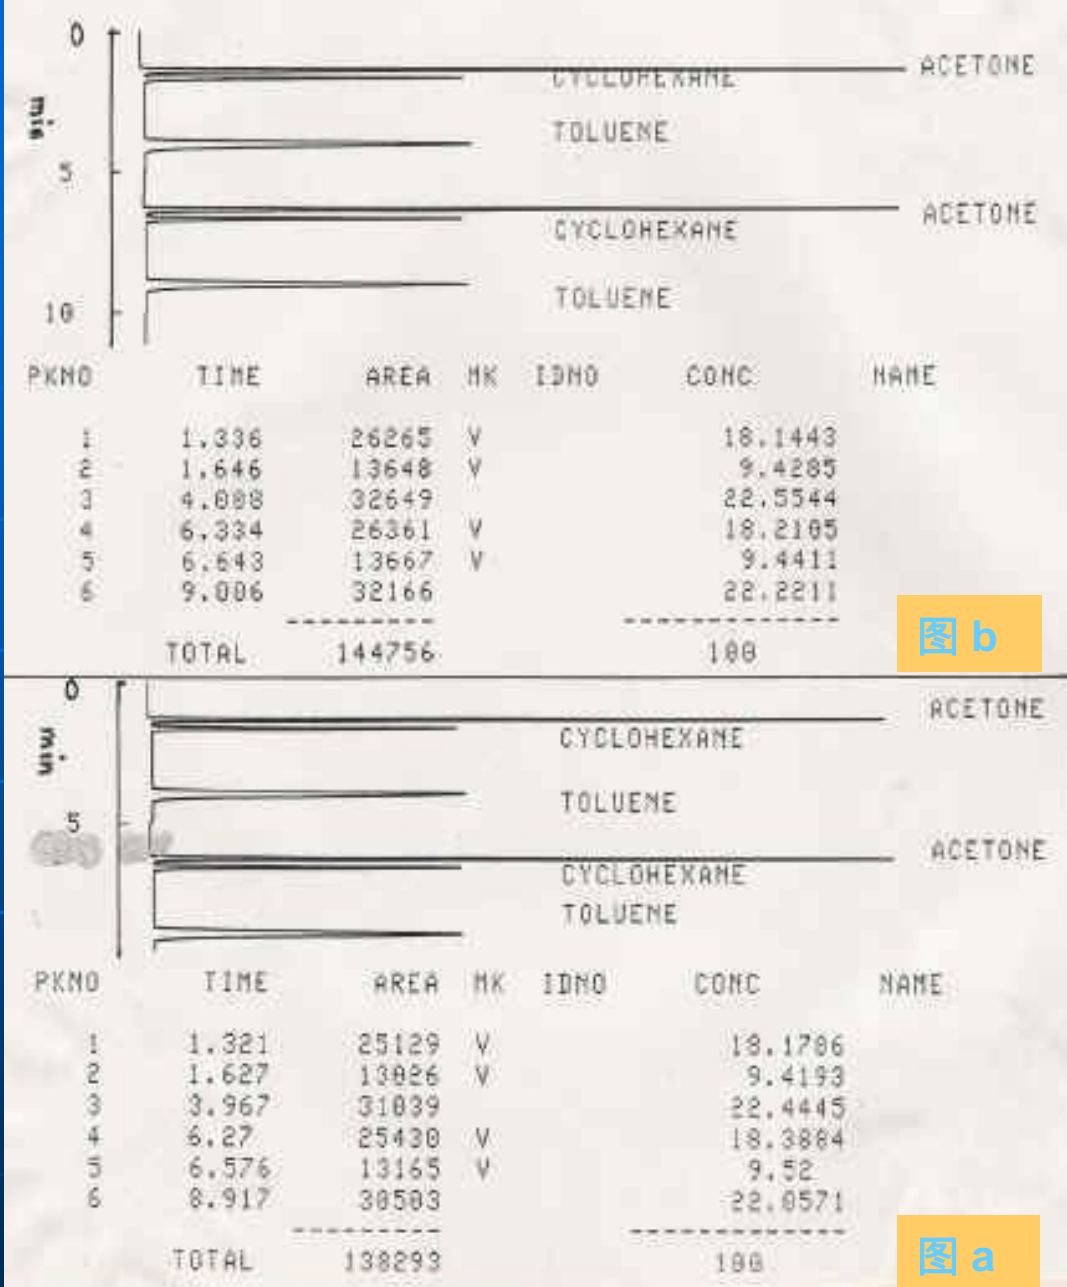 0
ACETONE
CYCLOHEXANE
min
TOLUENE
5
ACETONE
CYCLOHEXANE
TOLUENE
10
PKNO TIME AREA MK IDNO CONC NAME
1 1.336 26265 V 18.1443
2 1.646 13648 V 9.4285
3 4.008 32649 22.5544
4 6.334 26361 V 18.2105
5 6.643 13667 V 9.4411
6 9.006 32166 22.2211
---------- ---------------
TOTAL 144756 100
图 b
0
ACETONE
min
CYCLOHEXANE
TOLUENE
5
ACETONE
CYCLOHEXANE
TOLUENE
PKNO TIME AREA MK IDNO CONC NAME
1 1.321 25129 V 18.1706
2 1.627 13026 V 9.4193
3 3.967 31039 22.4445
4 6.27 25430 V 18.3884
5 6.576 13165 V 9.52
6 8.917 30503 22.0571
---------- ---------------
TOTAL 138293 100
图 a